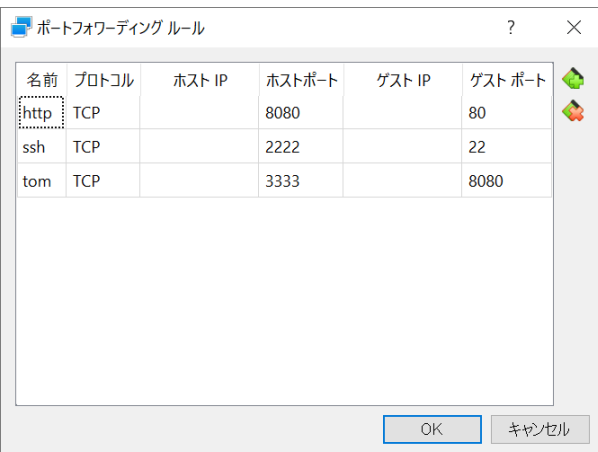 ポートフォワーディング ルール ?
名前 プロトコル ホスト IP ホストポート ゲスト IP ゲスト ポート
http TCP 8080 80
ssh TCP 2222 22
tom TCP 3333 8080
OK キャンセル